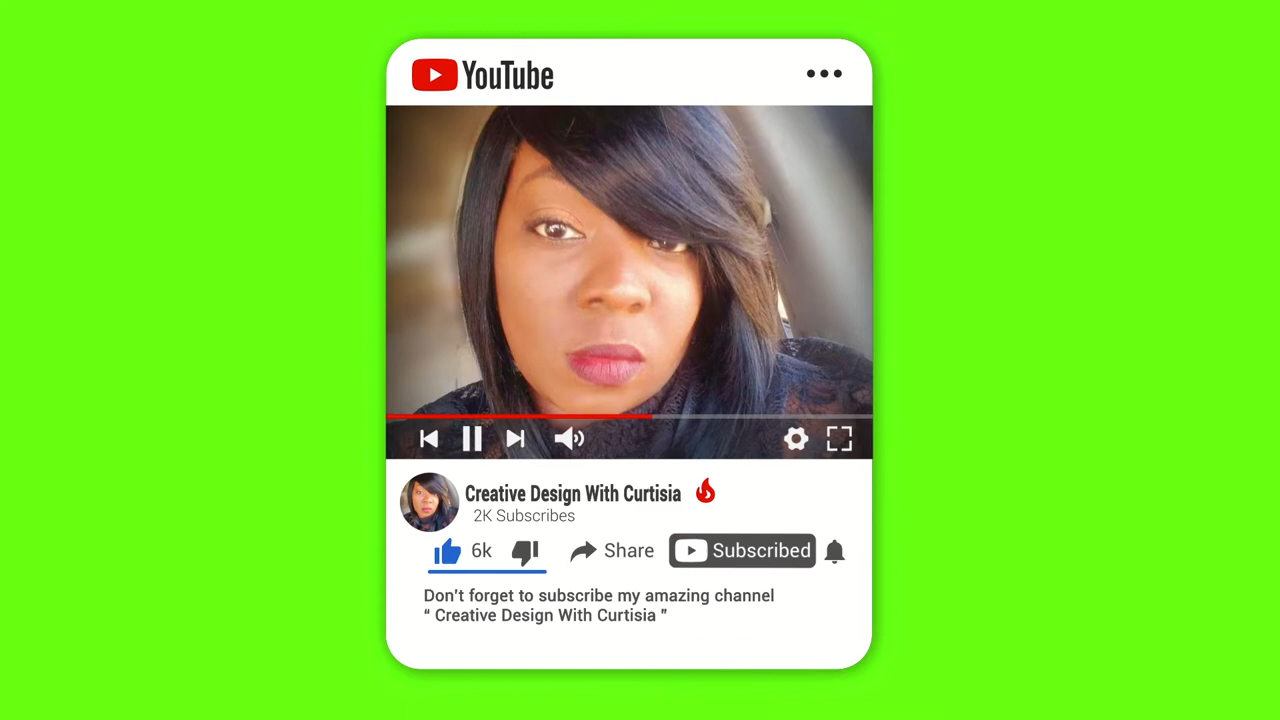 YouTube
Creative Design With Curtisia
2K Subscribes
6k
Share
Subscribed
Don't forget to subscribe my amazing channel
“ Creative Design With Curtisia ”